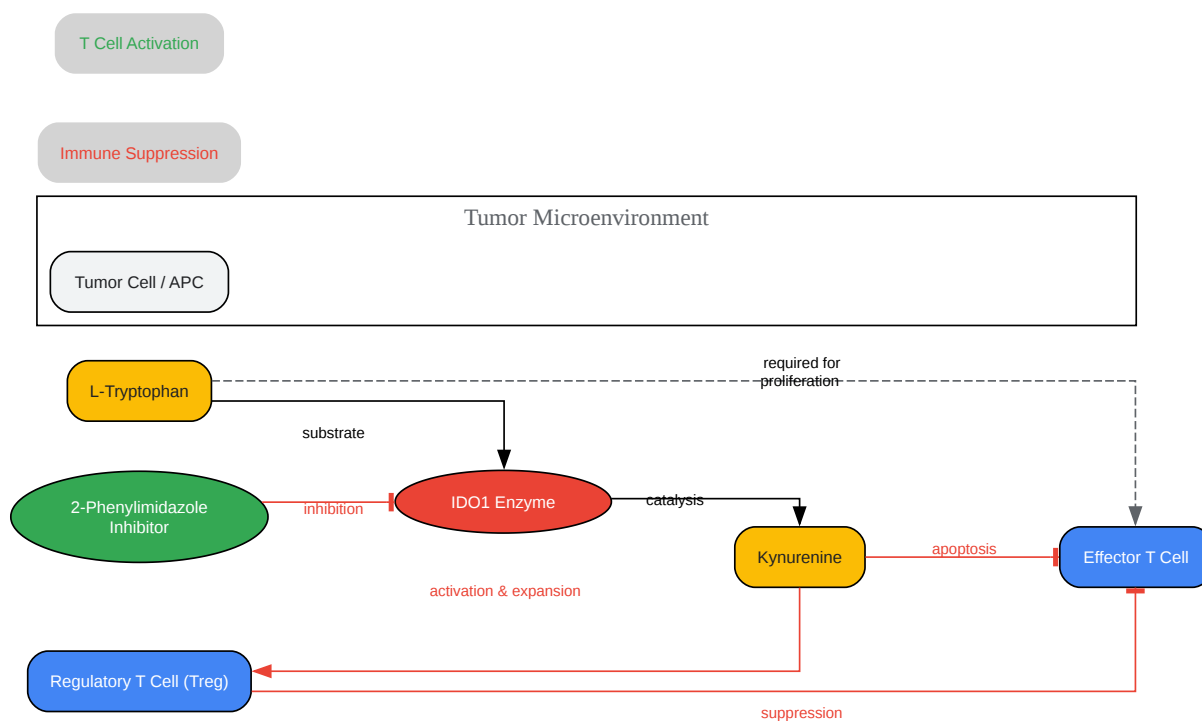 T Cell Activation
Immune Suppression
Tumor Microenvironment
Tumor Cell / APC
required for
proliferation
L-Tryptophan
substrate
2-Phenylimidazole
Inhibitor
inhibition
IDO1 Enzyme
catalysis
Kynurenine
apoptosis
Effector T Cell
activation & expansion
Regulatory T Cell (Treg)
suppression